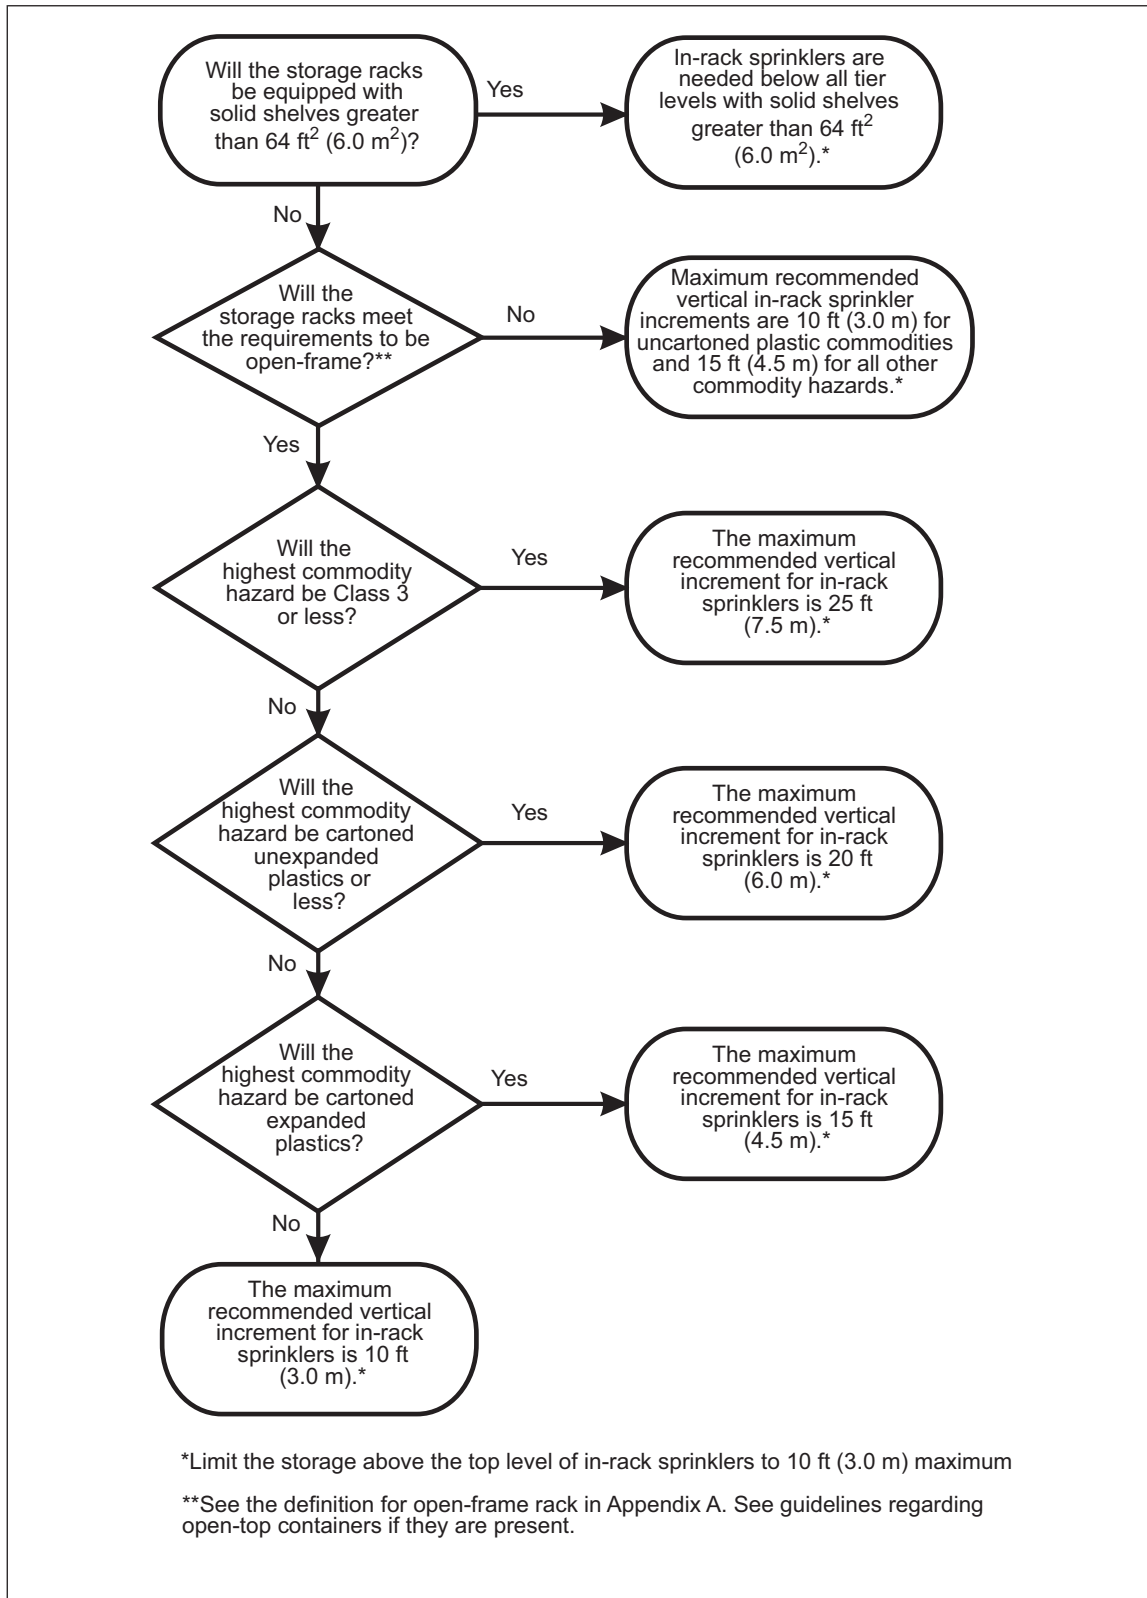 Will the storage racks
be equipped with
solid shelves greater
than 64 ft² (6.0 m²)?
Yes
In-rack sprinklers are
needed below all tier
levels with solid shelves
greater than 64 ft²
(6.0 m²).*
No
Will the
storage racks meet
the requirements to be
open-frame?**
No
Maximum recommended
vertical in-rack sprinkler
increments are 10 ft (3.0 m) for
uncartoned plastic commodities
and 15 ft (4.5 m) for all other
commodity hazards.*
Yes
Will the
highest commodity
hazard be Class 3
or less?
Yes
The maximum
recommended vertical
increment for in-rack
sprinklers is 25 ft
(7.5 m).*
No
Will the
highest commodity
hazard be cartoned
unexpanded
plastics or
less?
Yes
The maximum
recommended vertical
increment for in-rack
sprinklers is 20 ft
(6.0 m).*
No
Will the
highest commodity
hazard be cartoned
expanded
plastics?
Yes
The maximum
recommended vertical
increment for in-rack
sprinklers is 15 ft
(4.5 m).*
No
The maximum
recommended vertical
increment for in-rack
sprinklers is 10 ft
(3.0 m).*
*Limit the storage above the top level of in-rack sprinklers to 10 ft (3.0 m) maximum
**See the definition for open-frame rack in Appendix A. See guidelines regarding
open-top containers if they are present.